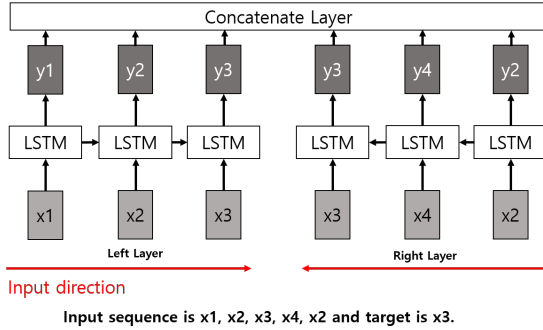 Concatenate Layer
y1 y2 y3 y3 y4 y2
LSTM LSTM LSTM LSTM LSTM LSTM
x1 x2 x3 x3 x4 x2
Left Layer Right Layer
Input direction
Input sequence is x1, x2, x3, x4, x2 and target is x3.